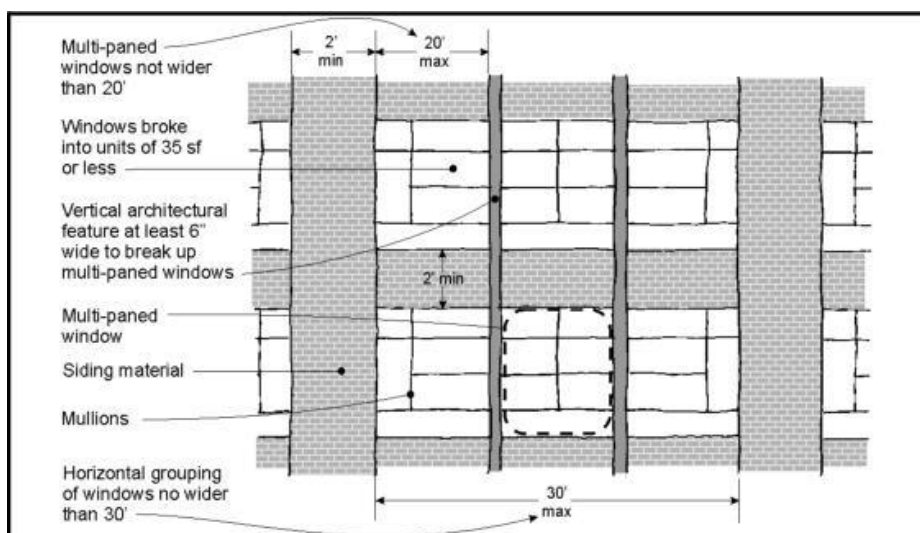 Multi-paned
windows not wider
than 20'
2'
min
20'
max
Windows broke
into units of 35 sf
or less
Vertical architectural
feature at least 6"
wide to break up
multi-paned windows
2' min
Multi-paned
window
Siding material
Mullions
Horizontal grouping
of windows no wider
than 30'
30'
max